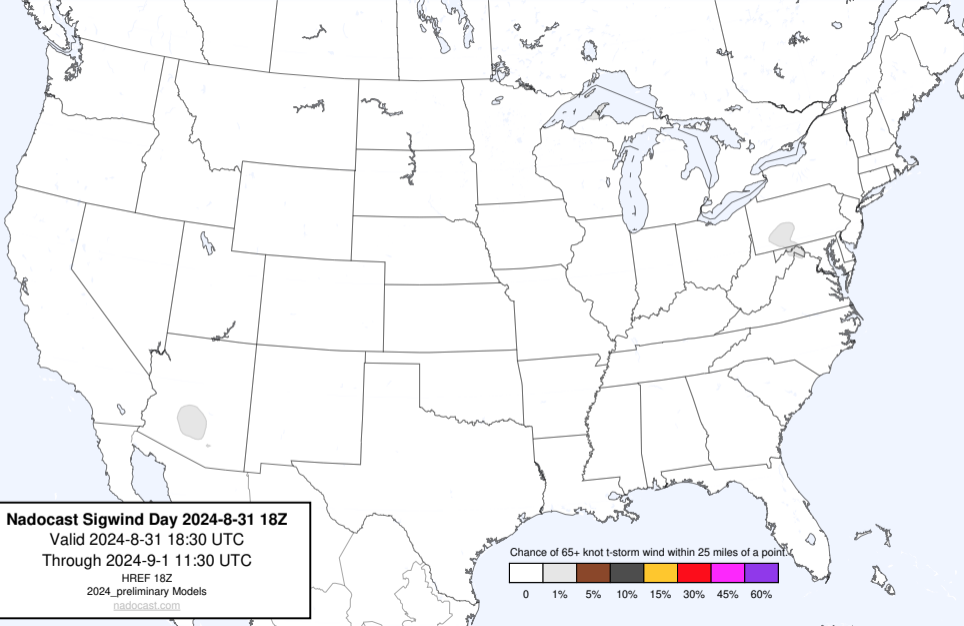 Nadocast Sigwind Day 2024-8-31 18Z
Valid 2024-8-31 18:30 UTC
Through 2024-9-1 11:30 UTC
HREF 18Z
2024_preliminary Models
nadocast.com
Chance of 65+ knot t-storm wind within 25 miles of a point.
0 1% 5% 10% 15% 30% 45% 60%